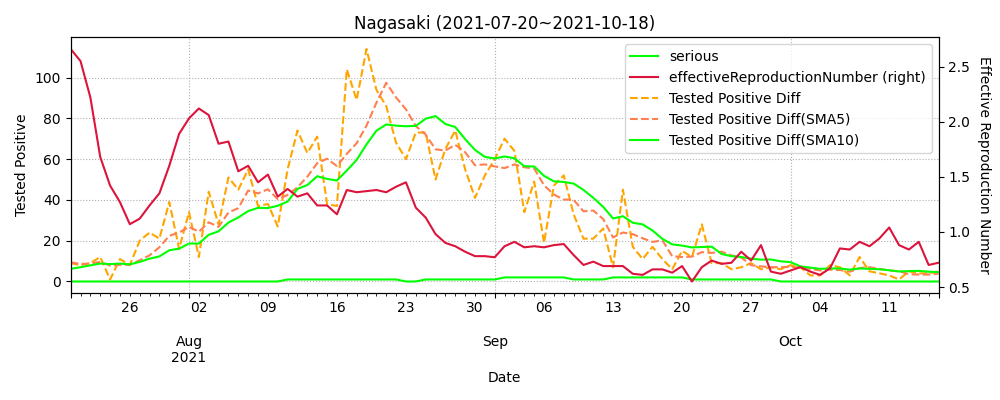 Nagasaki (2021-07-20~2021-10-18)
serious
effectiveReproductionNumber (right)
Tested Positive Diff
Tested Positive Diff(SMA5)
Tested Positive Diff(SMA10)
Tested Positive
100
80
60
40
20
0
Effective Reproduction Number
2.5
2.0
1.5
1.0
0.5
26 02 09 16 23 30 06 13 20 27 04 11
Aug Sep Oct
2021
Date